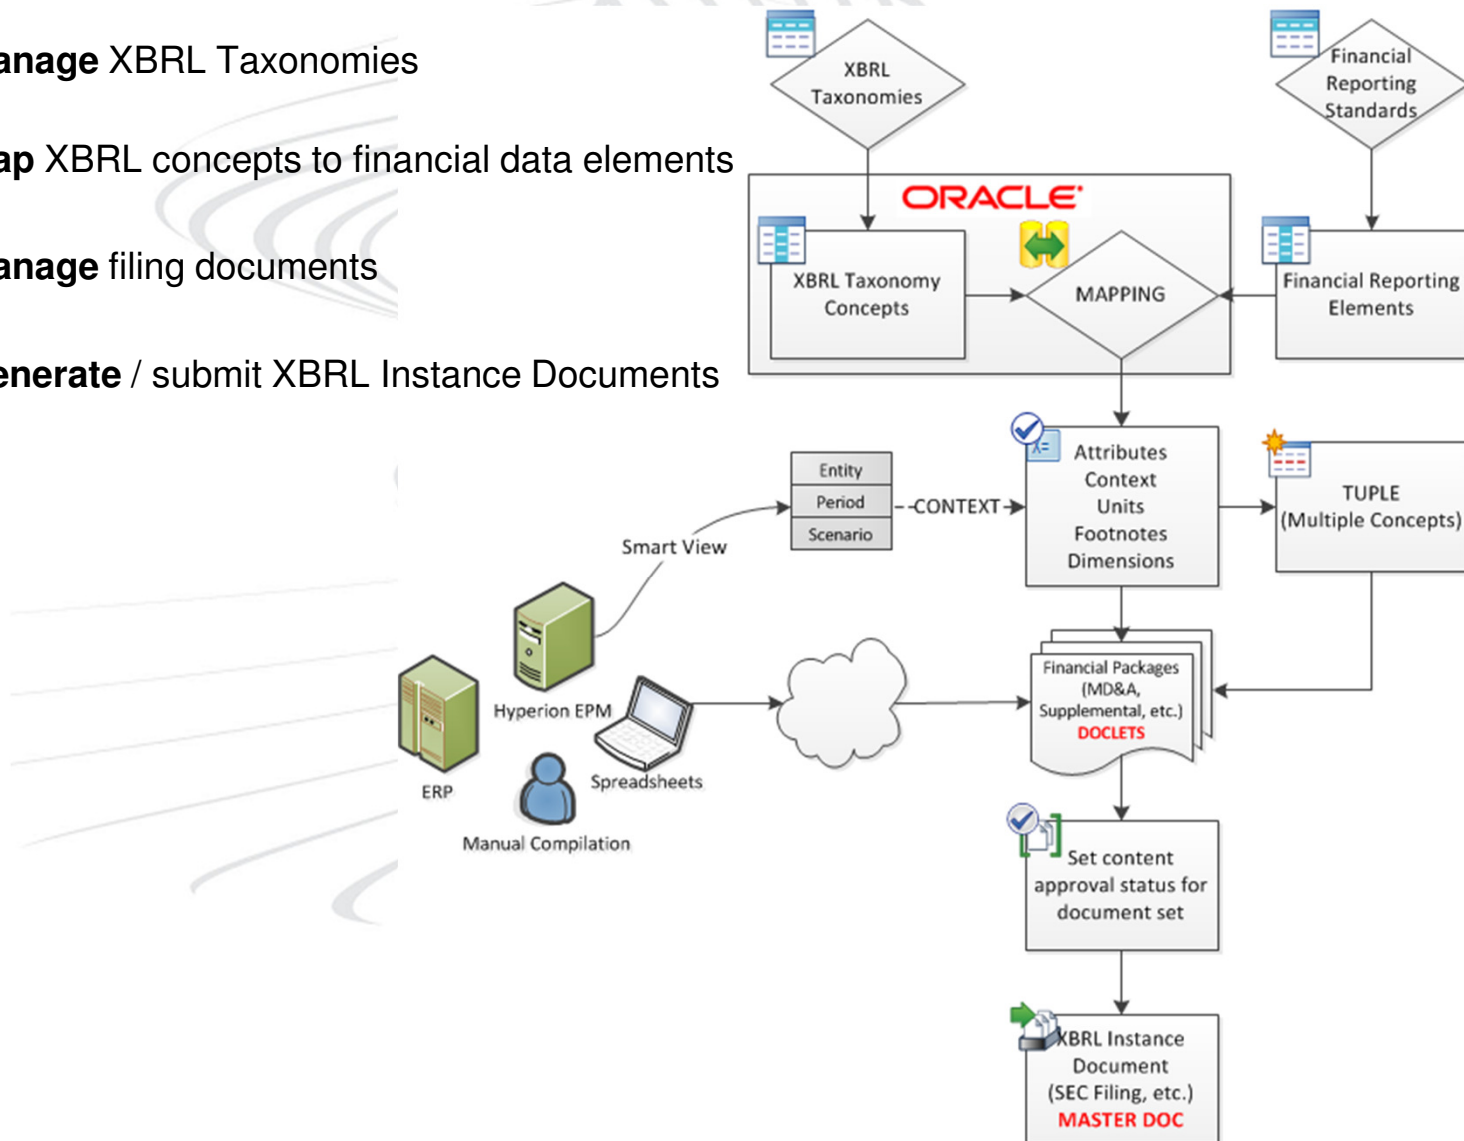 anage XBRL Taxonomies
ap XBRL concepts to financial data elements
anage filing documents
enerate / submit XBRL Instance Documents
XBRL
Taxonomies
Financial
Reporting
Standards
ORACLE
XBRL Taxonomy
Concepts
MAPPING
Financial Reporting
Elements
Entity
Period
Scenario
CONTEXT
Attributes
Context
Units
Footnotes
Dimensions
TUPLE
(Multiple Concepts)
Smart View
Hyperion EPM
ERP
Spreadsheets
Manual Compilation
Financial Packages
(MD&A,
Supplemental, etc.)
DOCLETS
Set content
approval status for
document set
XBRL Instance
Document
(SEC Filing, etc.)
MASTER DOC